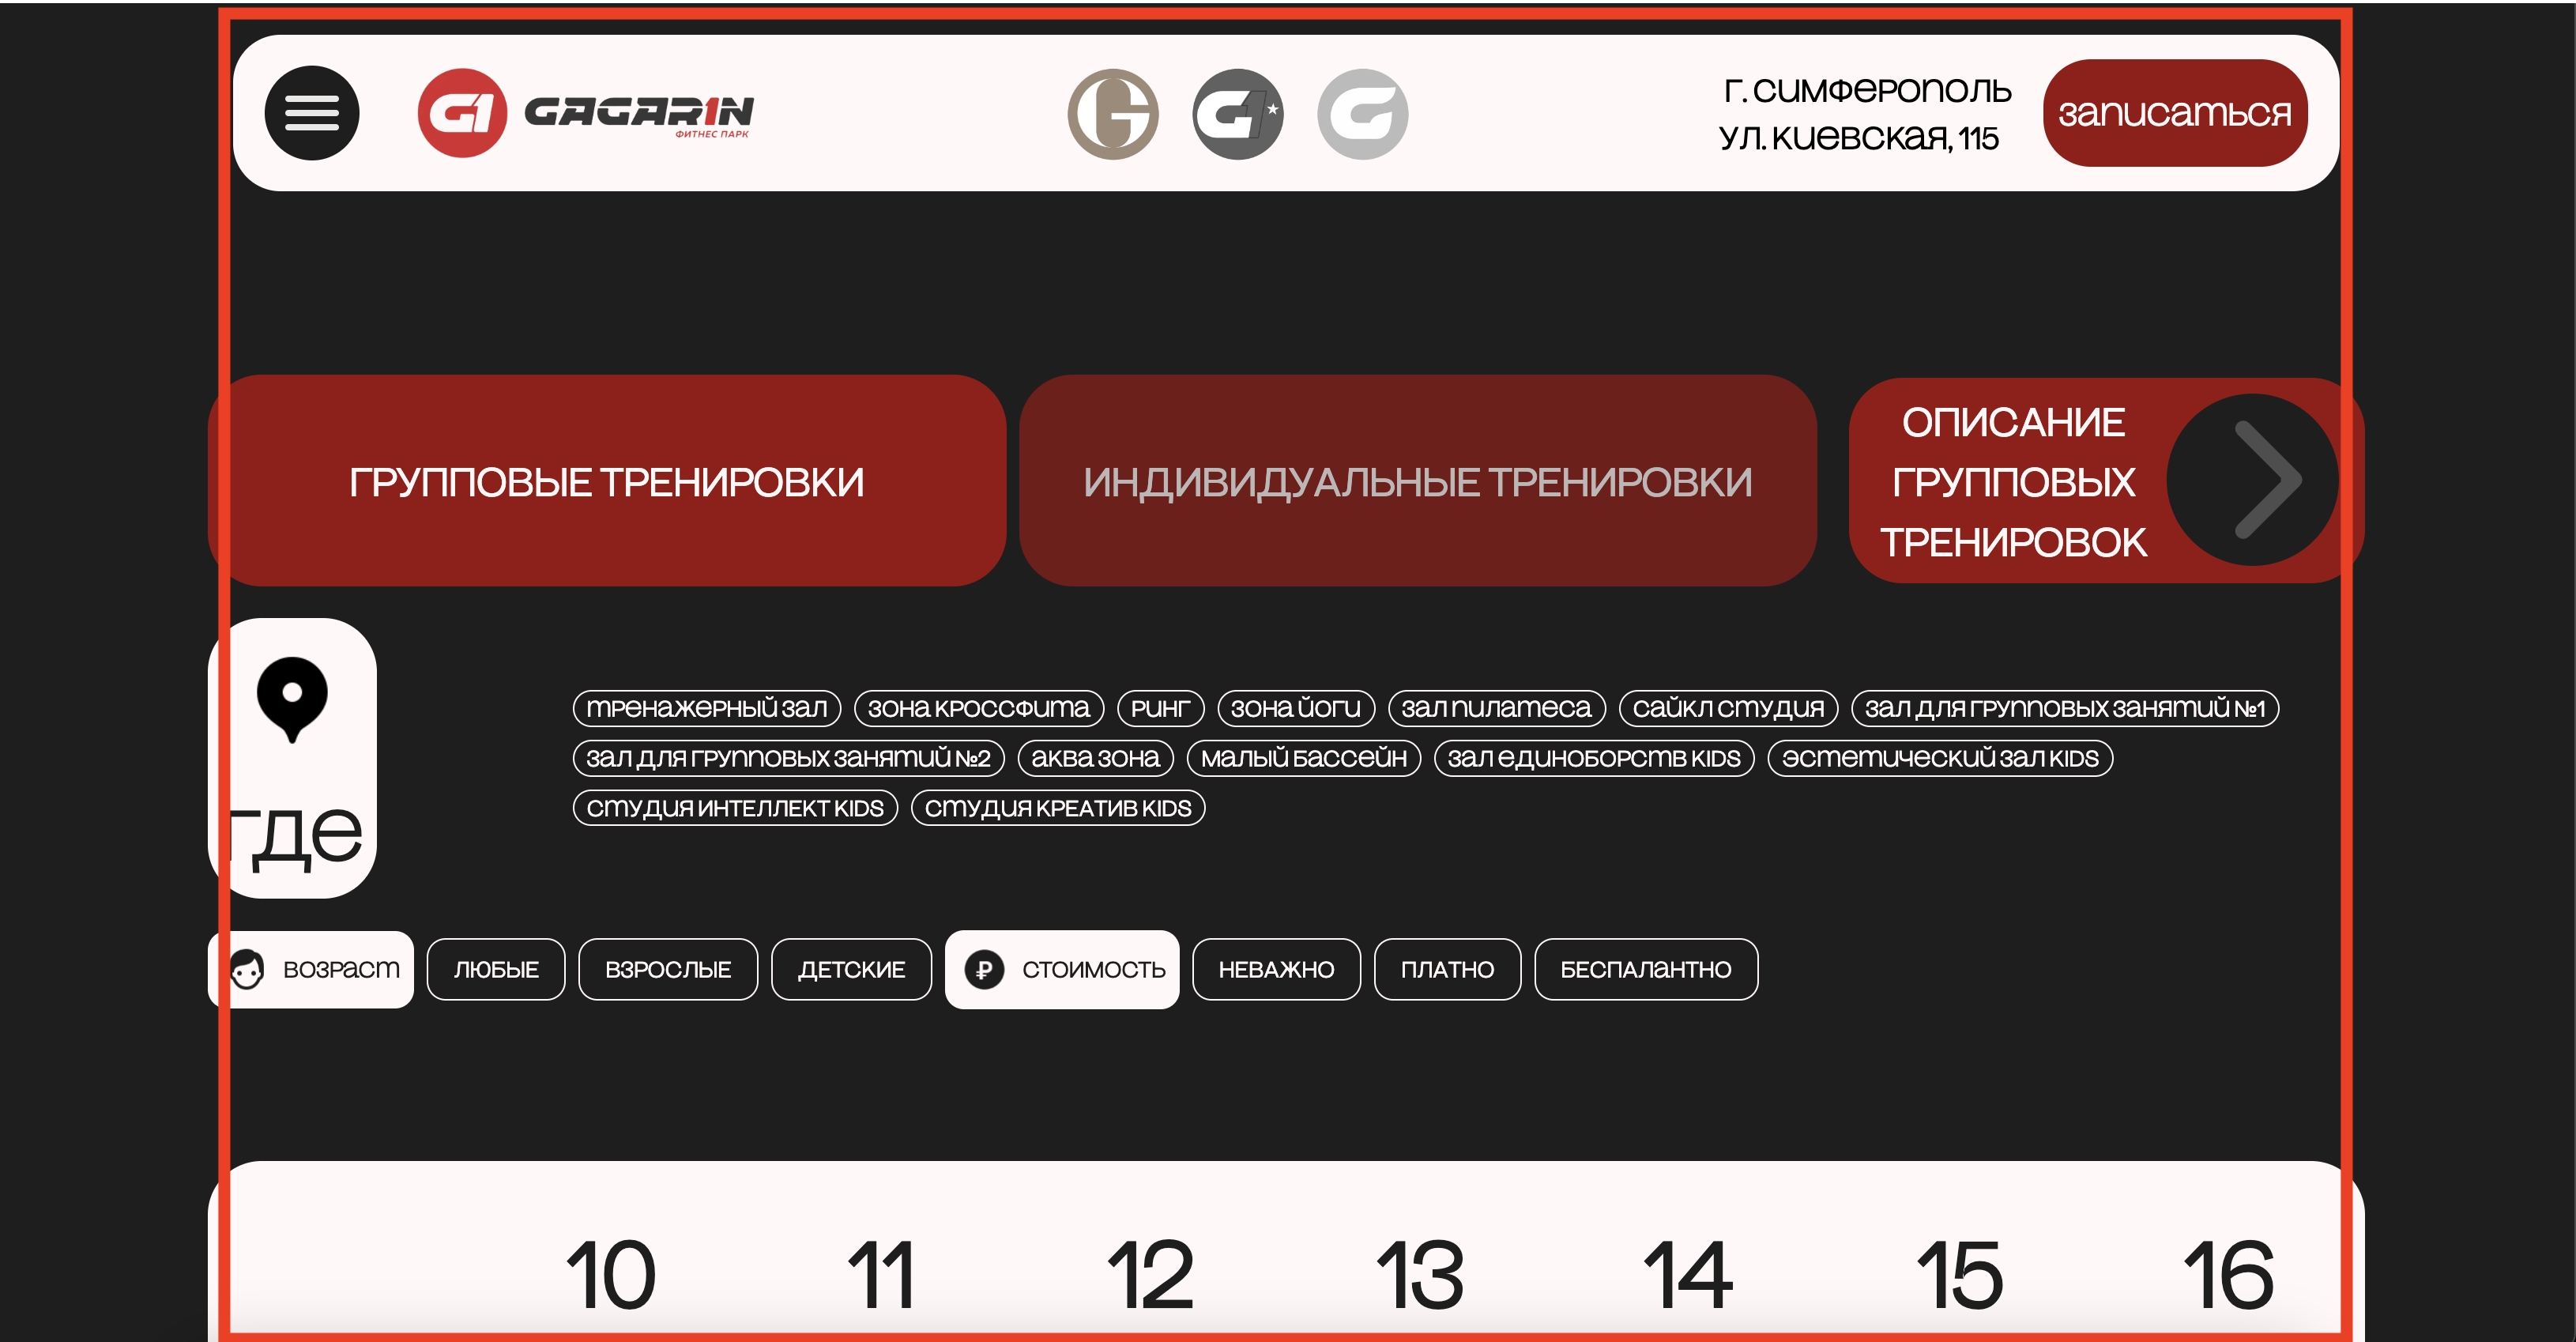 GAGAR1N
ФИТНЕС ПАРК
г. Симферополь
ул. Киевская, 115
записаться
ГРУППОВЫЕ ТРЕНИРОВКИ
ИНДИВИДУАЛЬНЫЕ ТРЕНИРОВКИ
ОПИСАНИЕ
ГРУППОВЫХ
ТРЕНИРОВОК
где
тренажерный зал зона кроссфита ринг зона йоги зал пилатеса сайкл студия зал для групповых занятий №1
зал для групповых занятий №2 аква зона малый бассейн зал единоборств KIDS эстетический зал KIDS
студия ИНТЕЛЛЕКТ KIDS студия КРЕАТИВ KIDS
возраст ЛЮБЫЕ ВЗРОСЛЫЕ ДЕТСКИЕ ₽ СТОИМОСТЬ НЕВАЖНО ПЛАТНО БЕСПАЛаНТНО
10 11 12 13 14 15 16